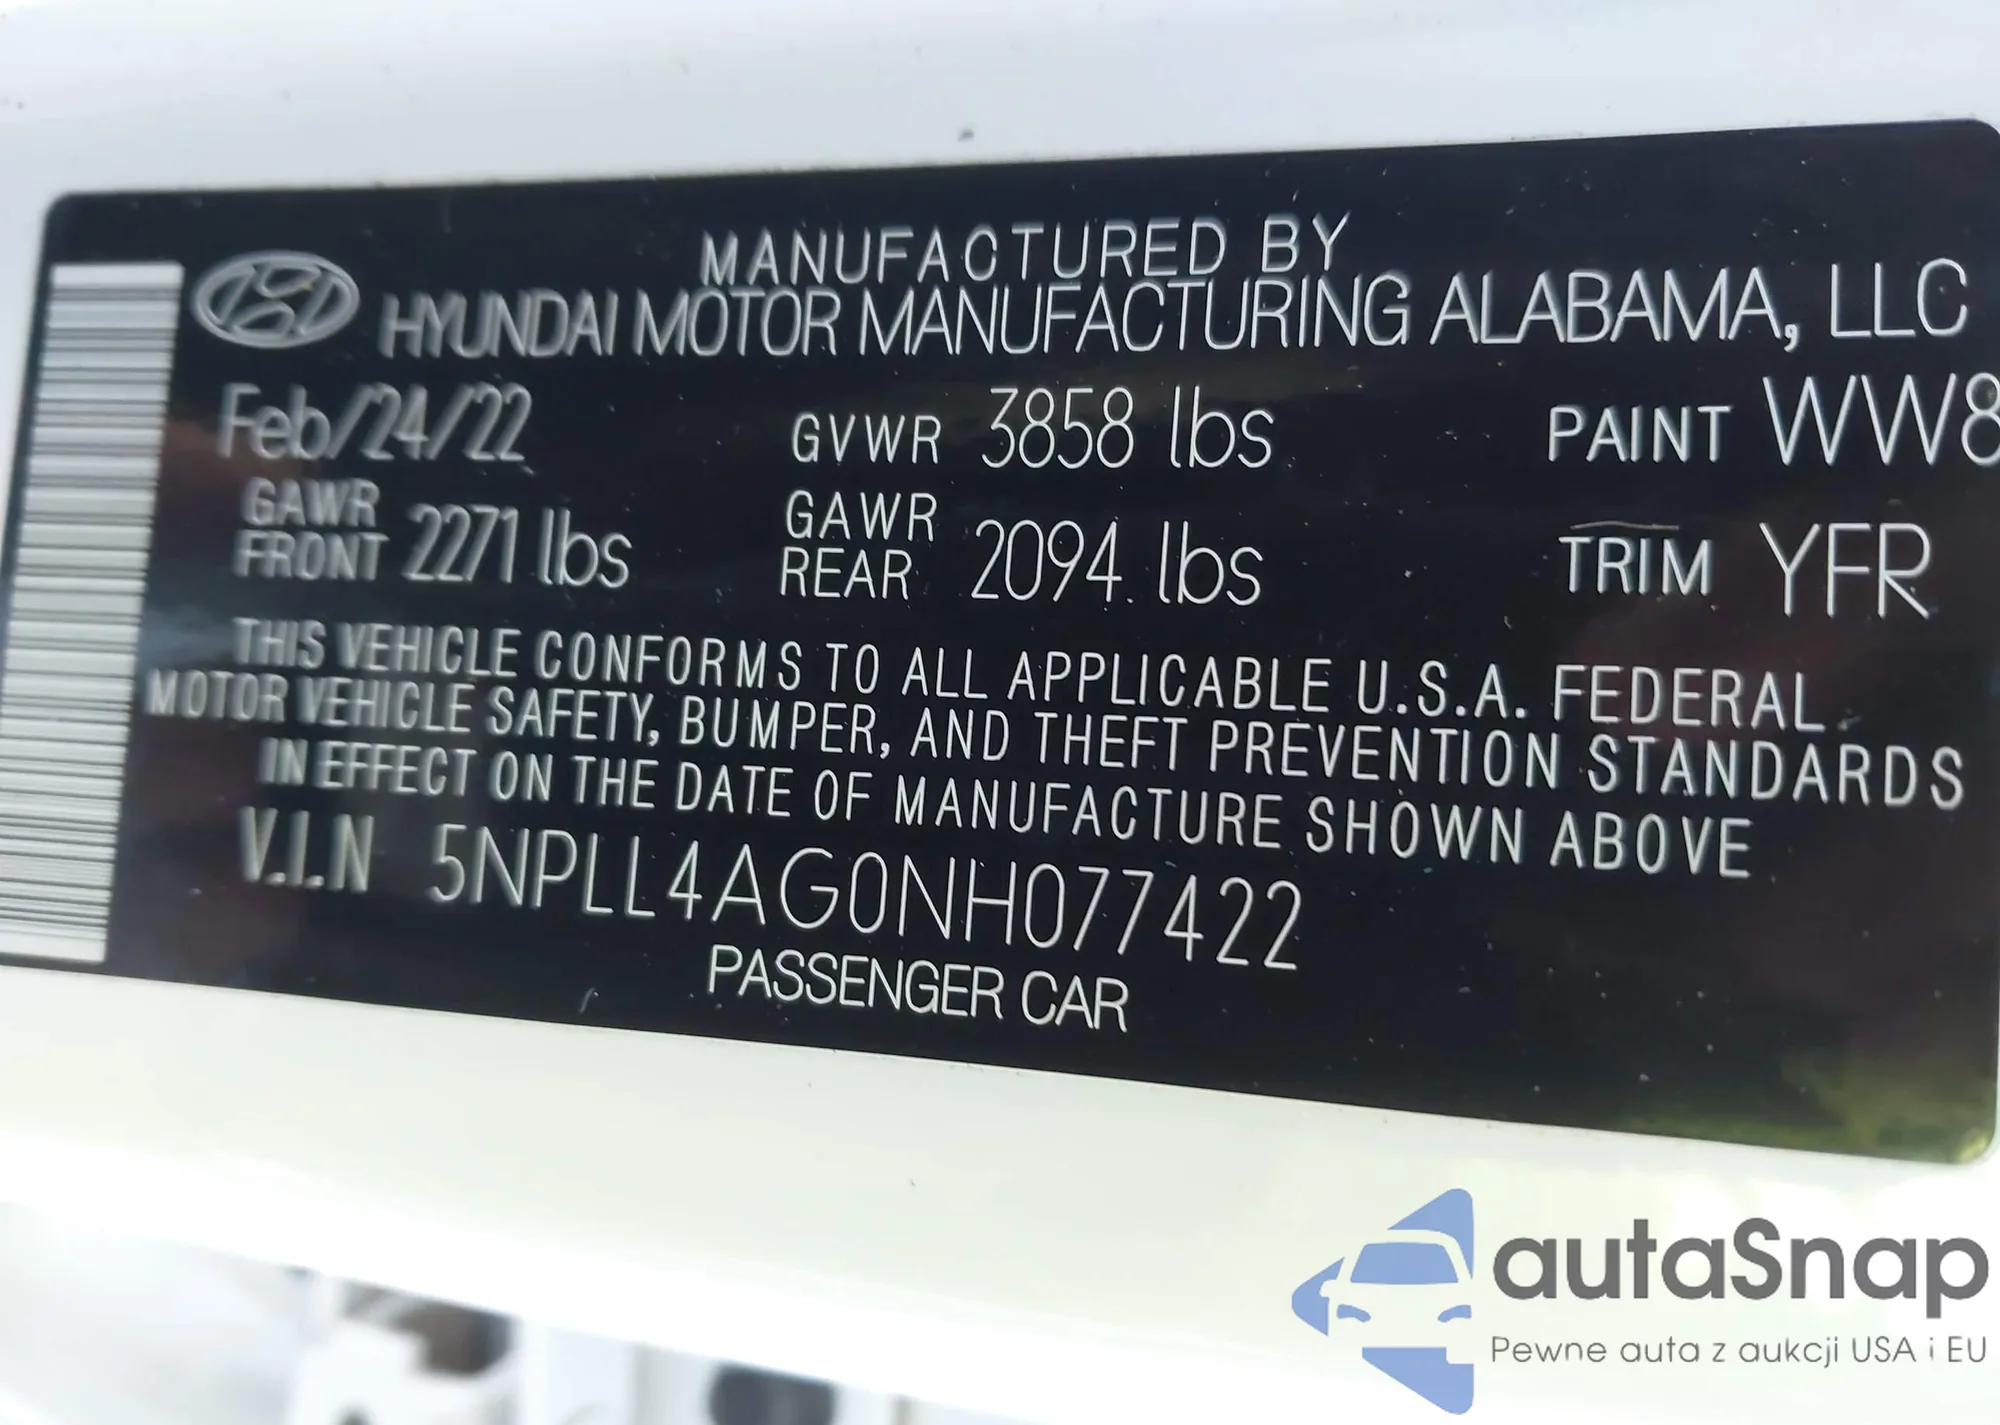 MANUFACTURED BY
HYUNDAI MOTOR MANUFACTURING ALABAMA, LLC
Feb/24/22 GVWR 3858 lbs PAINT WW8
GAWR FRONT 2271 lbs GAWR REAR 2094 lbs TRIM YFR
THIS VEHICLE CONFORMS TO ALL APPLICABLE U.S.A. FEDERAL
MOTOR VEHICLE SAFETY, BUMPER, AND THEFT PREVENTION STANDARDS
IN EFFECT ON THE DATE OF MANUFACTURE SHOWN ABOVE
V.I.N 5NPLL4AG0NH077422
PASSENGER CAR
autaSnap
Pewne auta z aukcji USA i EU